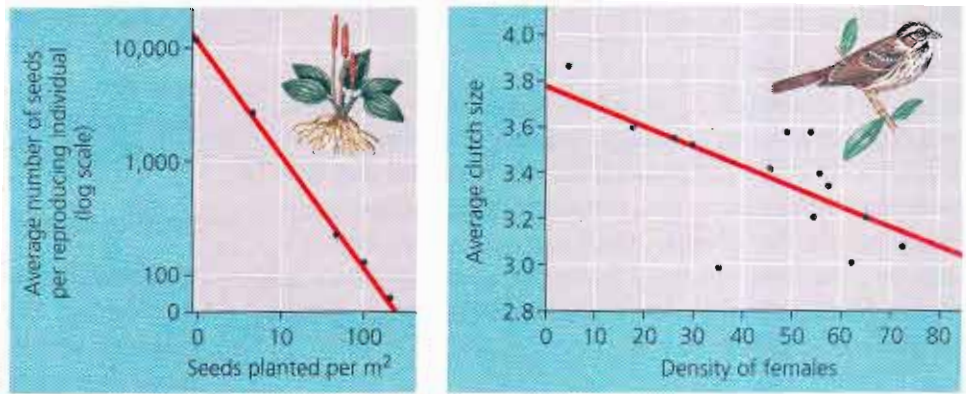 Average number of seeds
per reproducing individual
(log scale)
10,000
1,000
100
0
0 10 100
Seeds planted per m²
Average clutch size
4.0
3.8
3.6
3.4
3.2
3.0
2.8
0 10 20 30 40 50 60 70 80
Density of females